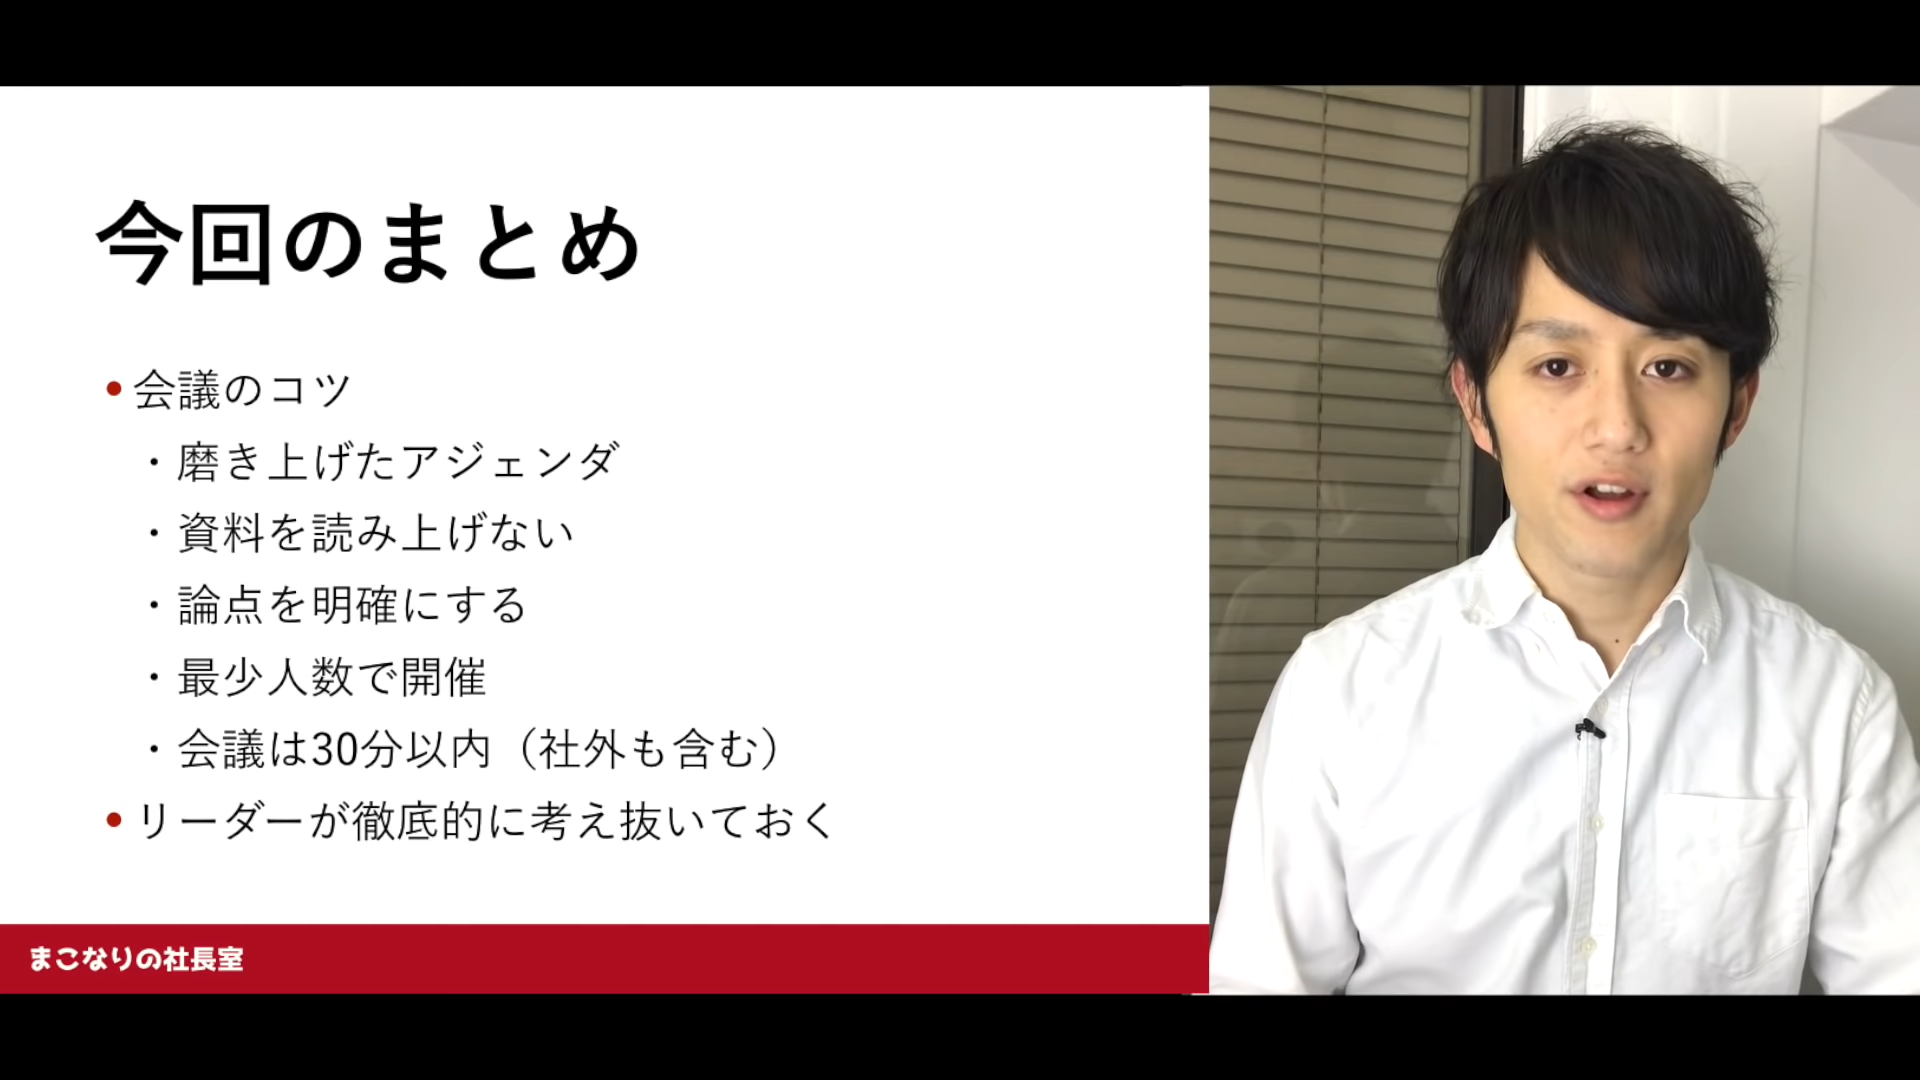 今回のまとめ
• 会議のコツ
・磨き上げたアジェンダ
・資料を読み上げない
・論点を明確にする
・最少人数で開催
・会議は30分以内（社外も含む）
• リーダーが徹底的に考え抜いておく
まこなりの社長室